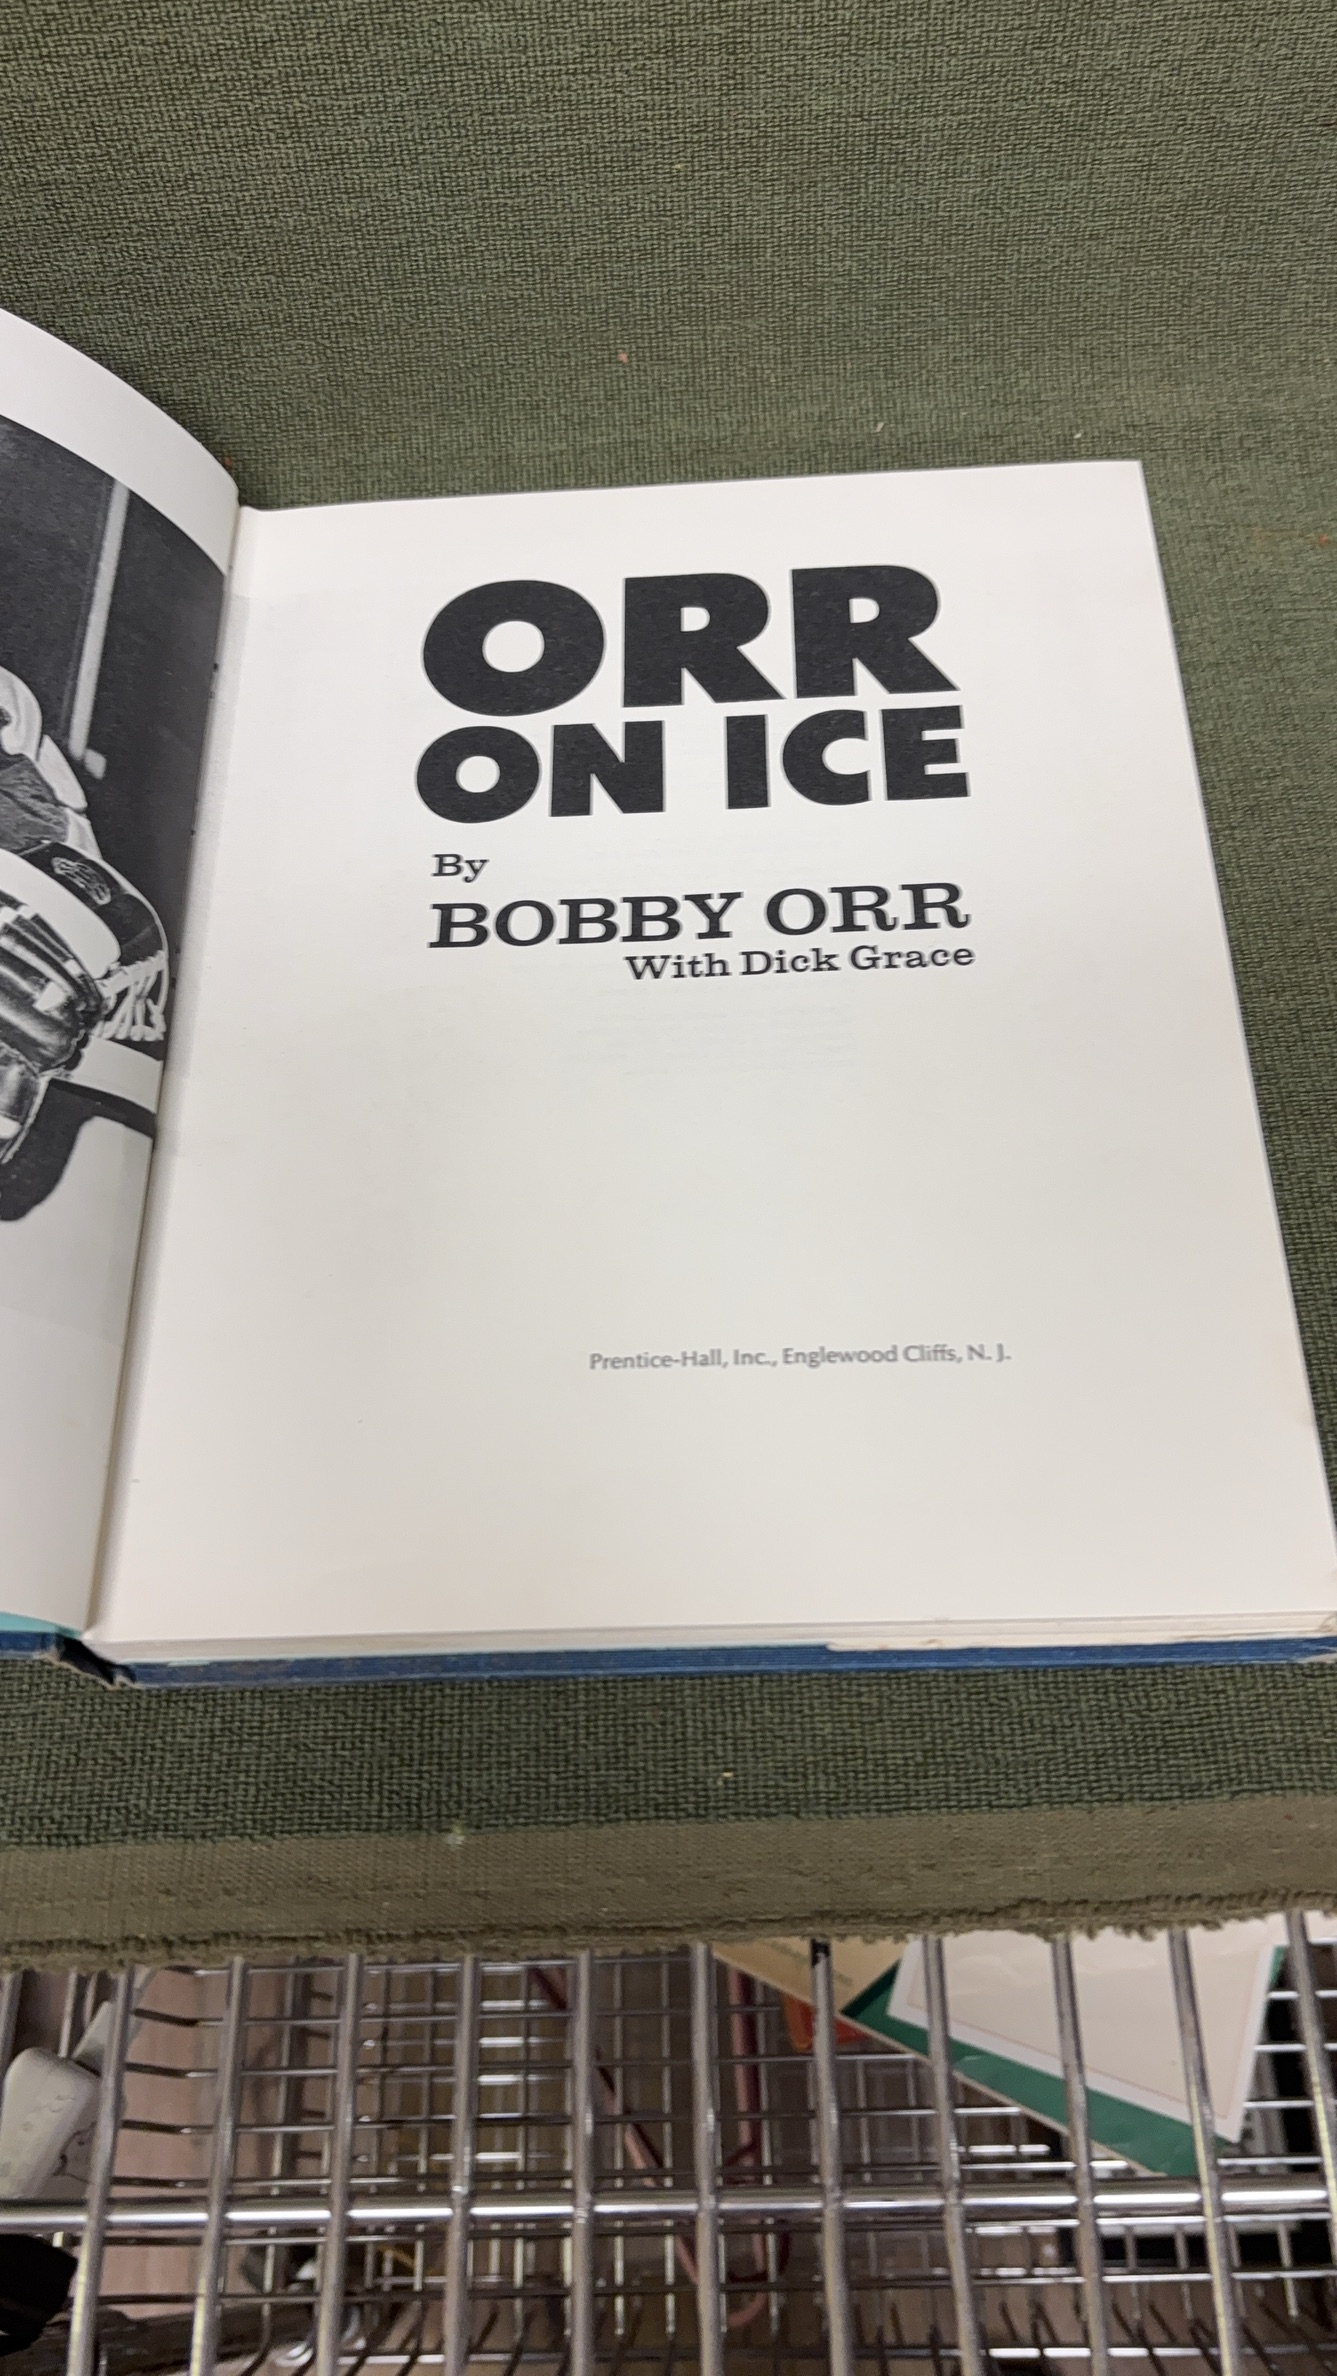 ORR
ON ICE
By
BOBBY ORR
With Dick Grace
Prentice-Hall, Inc., Englewood Cliffs, N. J.